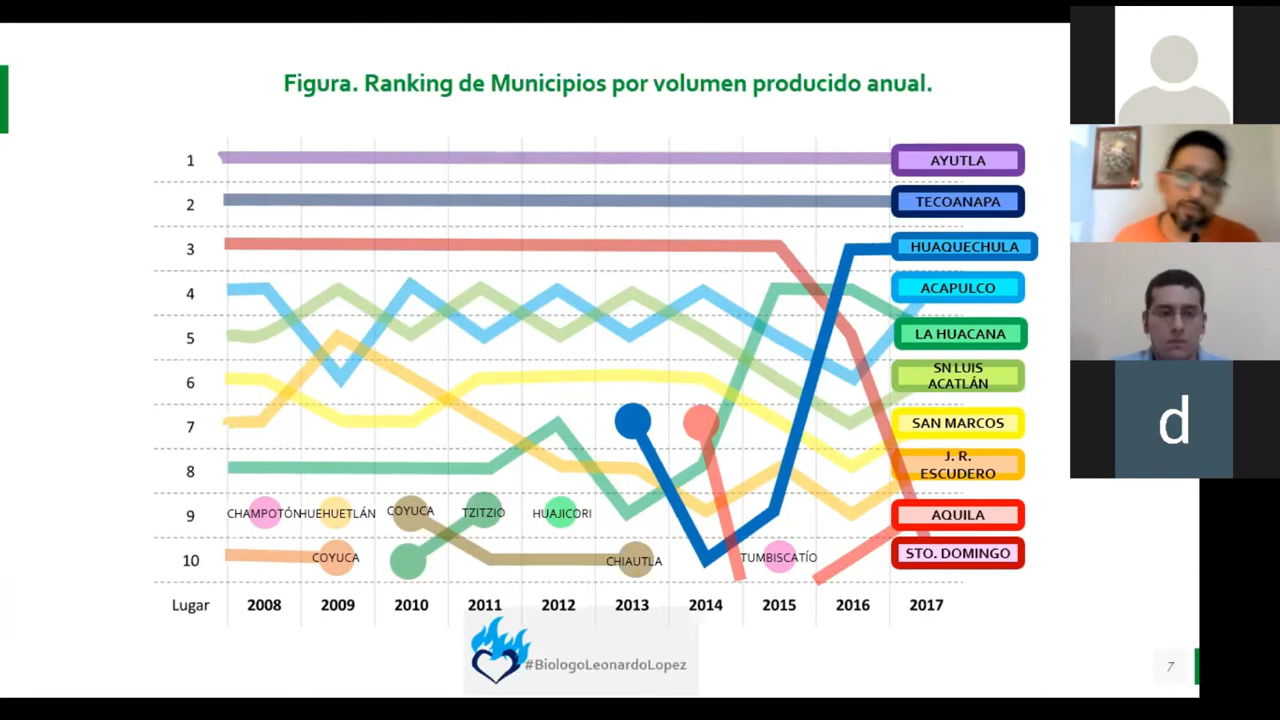 Figura. Ranking de Municipios por volumen producido anual.
1
AYUTLA
2
TECOANAPA
3
HUAQUECHULA
4
ACAPULCO
5
LA HUACANA
6
SN LUIS
ACATLÁN
7
SAN MARCOS
8
J. R.
ESCUDERO
9
CHAMPOTÓN
HUEHUETLÁN
COYUCA
TZITZIO
HUAJICORI
AQUILA
10
COYUCA
CHIAUTLA
TUMBISCATÍO
STO. DOMINGO
Lugar 2008 2009 2010 2011 2012 2013 2014 2015 2016 2017
#BiologoLeonardoLopez
7
d